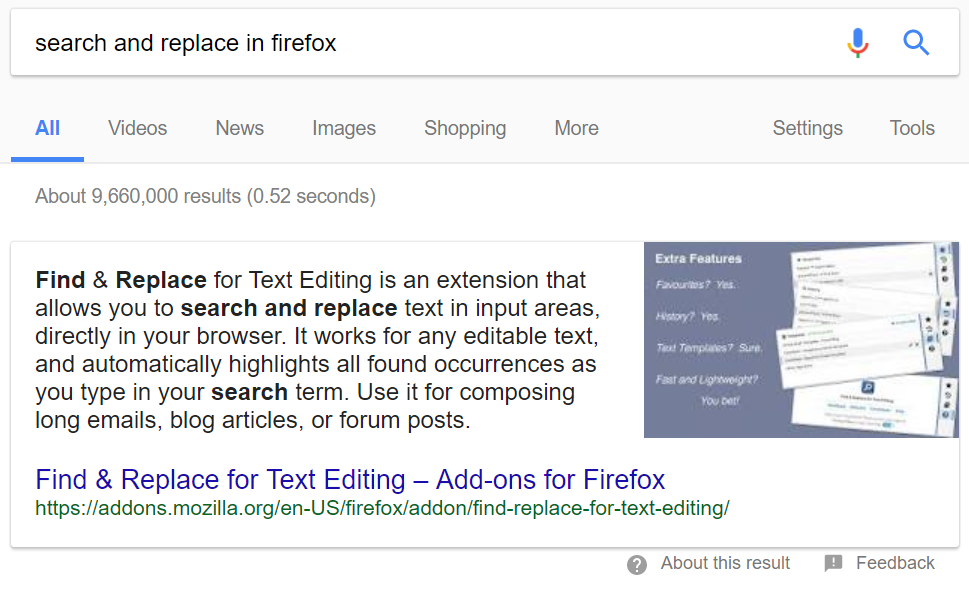 search and replace in firefox
All Videos News Images Shopping More Settings Tools
About 9,660,000 results (0.52 seconds)
Find & Replace for Text Editing is an extension that
allows you to search and replace text in input areas,
directly in your browser. It works for any editable text,
and automatically highlights all found occurrences as
you type in your search term. Use it for composing
long emails, blog articles, or forum posts.
Extra Features
Favourites? Yes.
History? Yes.
Text Templates? Sure.
Fast and Lightweight?
You bet!
Find & Replace for Text Editing – Add-ons for Firefox
https://addons.mozilla.org/en-US/firefox/addon/find-replace-for-text-editing/
About this result Feedback